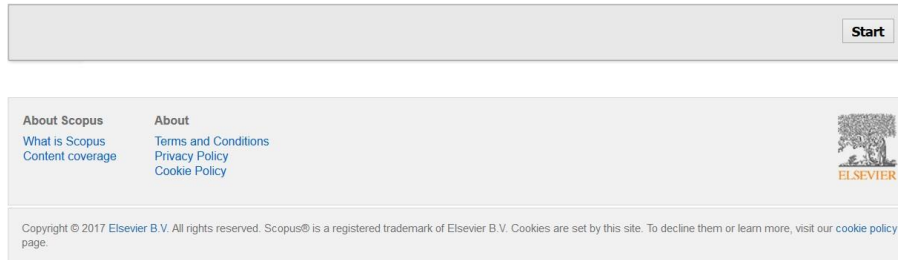 Start
About Scopus
What is Scopus
Content coverage
About
Terms and Conditions
Privacy Policy
Cookie Policy
ELSEVIER
Copyright © 2017 Elsevier B.V. All rights reserved. Scopus® is a registered trademark of Elsevier B.V. Cookies are set by this site. To decline them or learn more, visit our cookie policy
page.